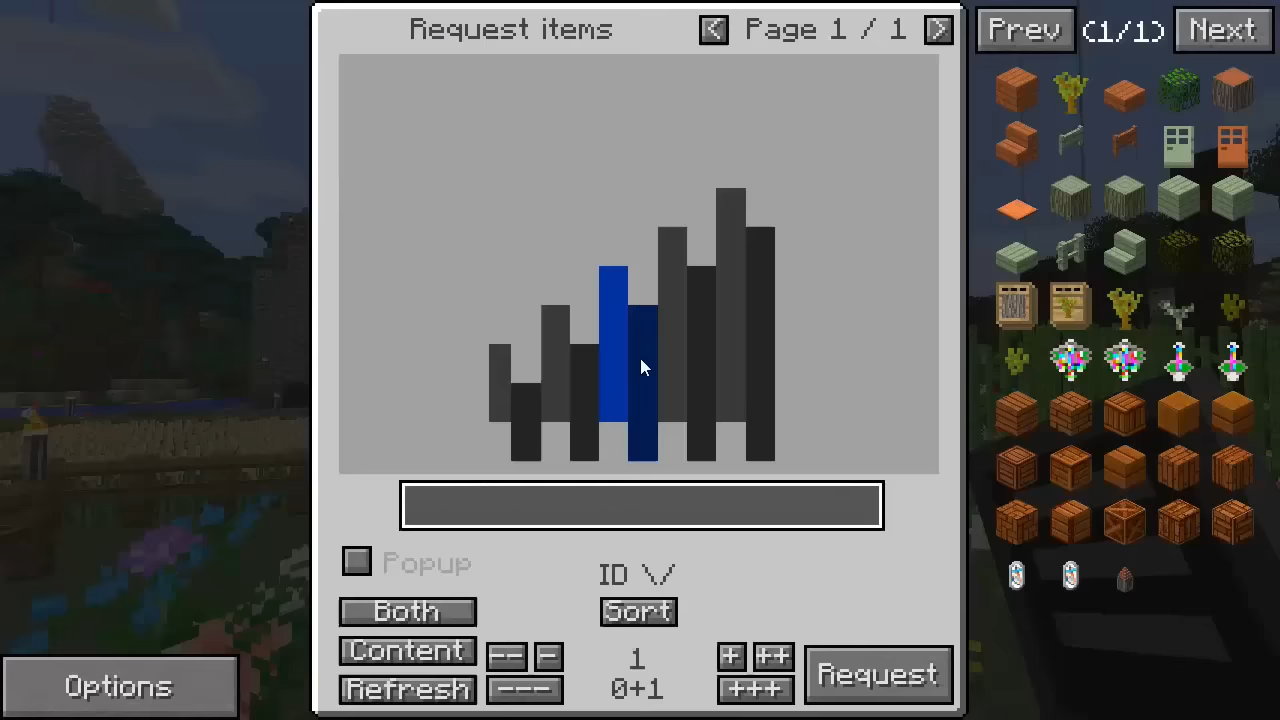 Request items
< Page 1 / 1 >
Prev (1/1) Next
Popup
ID \/
Both
Sort
Content
-- - 1 + ++
Refresh
--- 0+1 +++
Request
Options